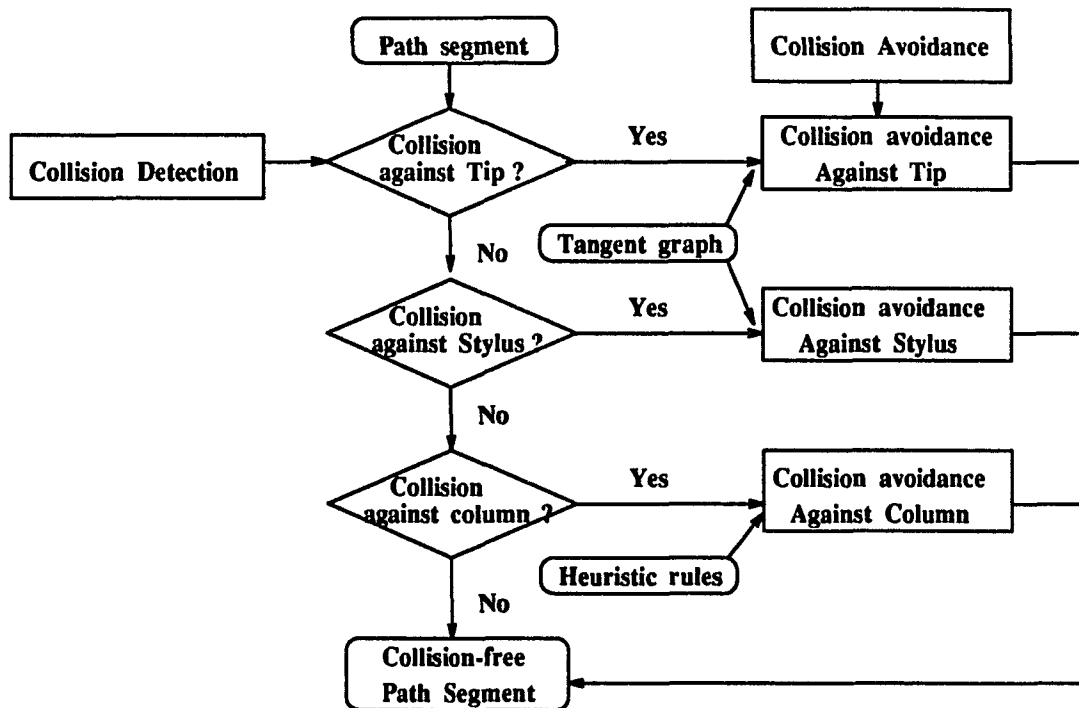 Path segment
Collision Avoidance
Collision Detection
Collision
against Tip ?
Yes
Collision avoidance
Against Tip
No
Tangent graph
Collision
against Stylus ?
Yes
Collision avoidance
Against Stylus
No
Collision
against column ?
Yes
Collision avoidance
Against Column
Heuristic rules
No
Collision-free
Path Segment